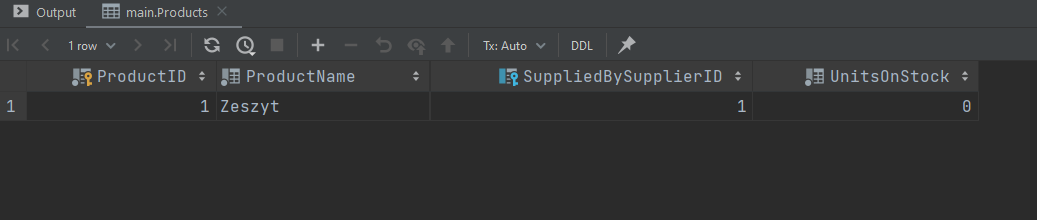 Output main.Products
1 row Tx: Auto DDL
ProductID ProductName SuppliedBySupplierID UnitsOnStock
1 1 Zeszyt 1 0